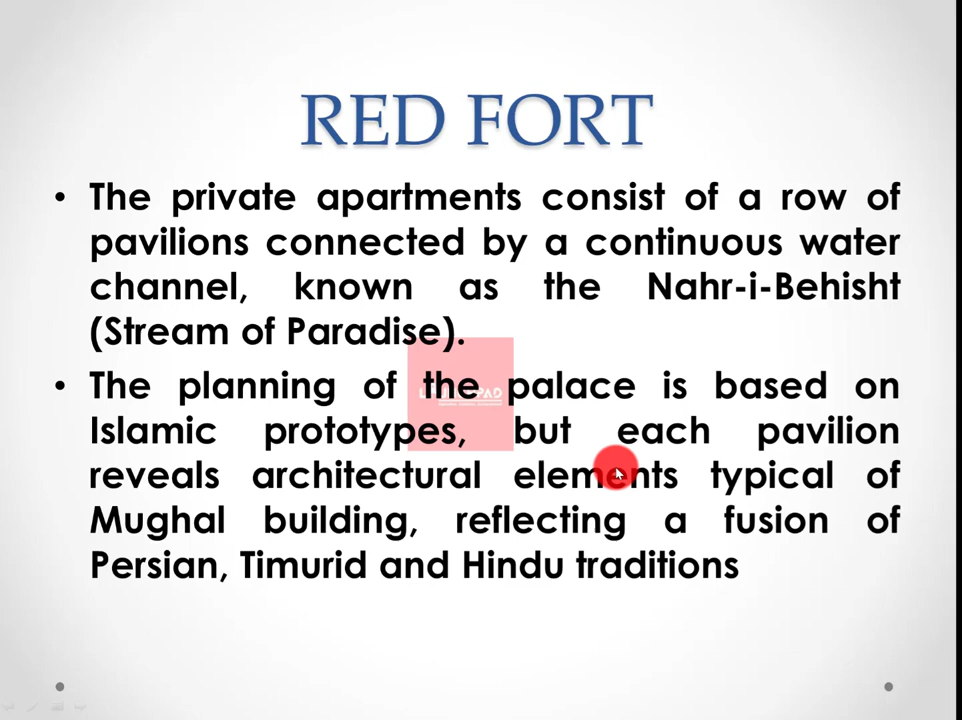 RED FORT
• The private apartments consist of a row of
pavilions connected by a continuous water
channel, known as the Nahr-i-Behisht
(Stream of Paradise).
• The planning of the palace is based on
Islamic prototypes, but each pavilion
reveals architectural elements typical of
Mughal building, reflecting a fusion of
Persian, Timurid and Hindu traditions